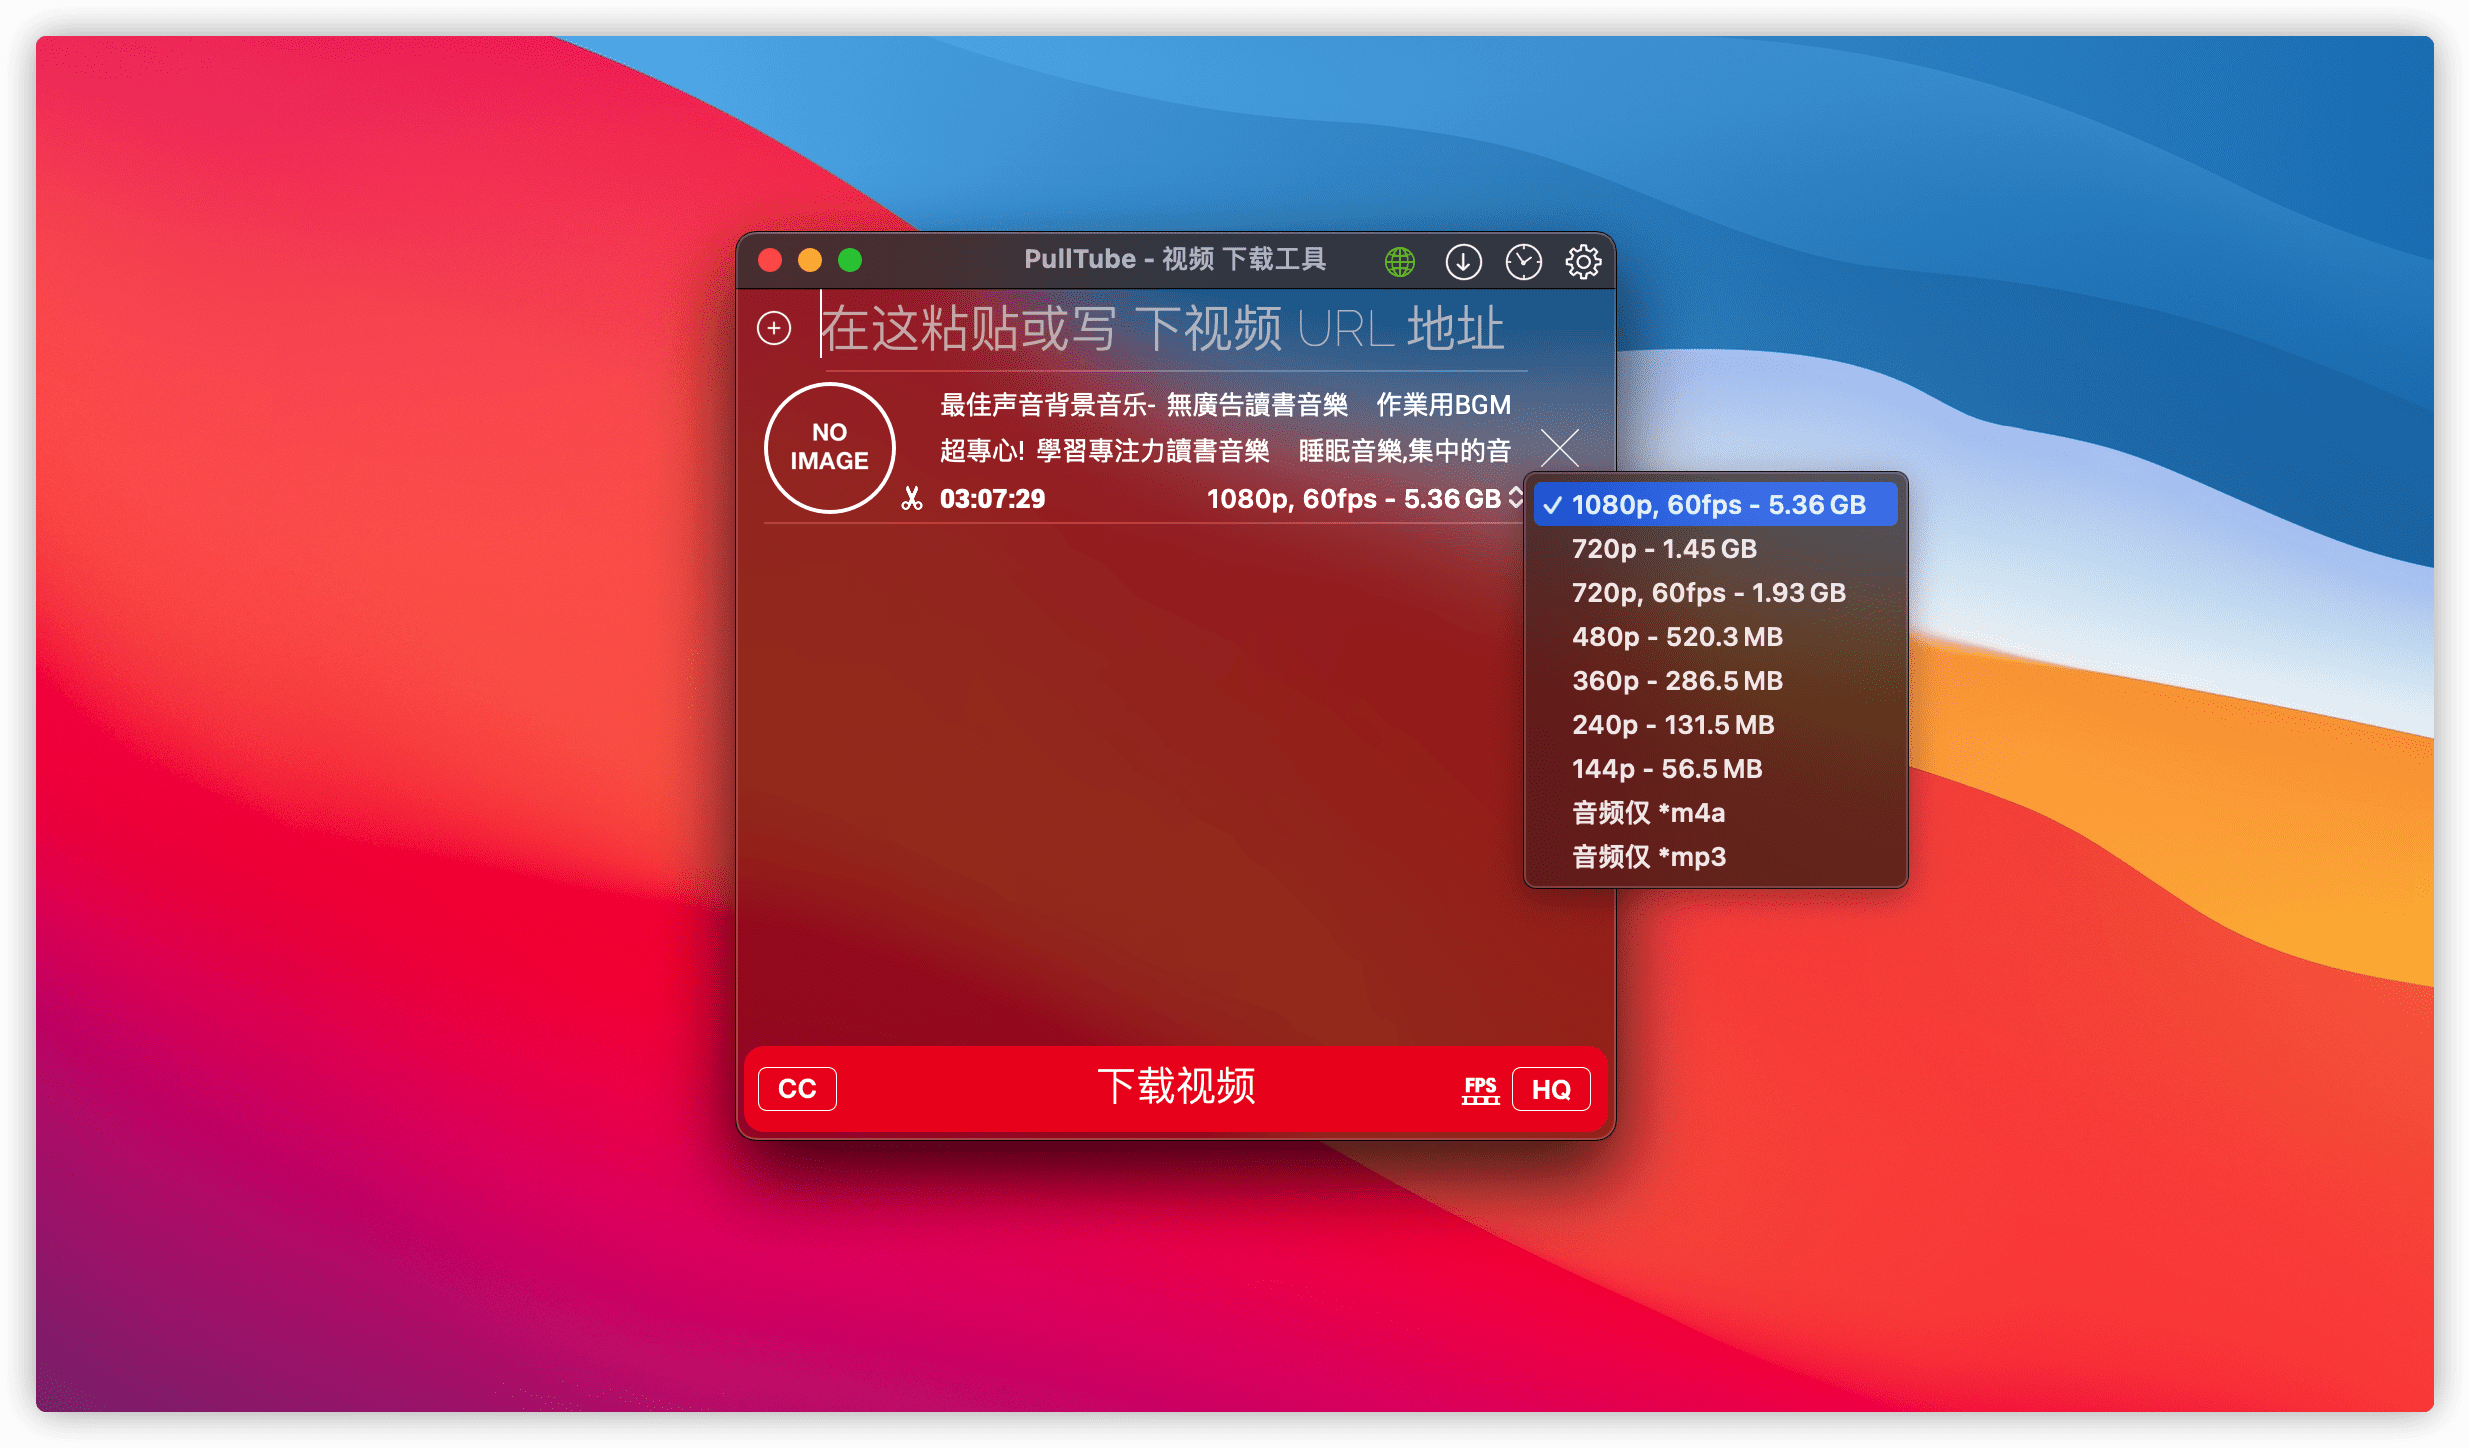 PullTube - 视频 下载工具
在这粘贴或写 下视频 URL 地址
NO
IMAGE
最佳声音背景音乐- 無廣告讀書音樂　作業用BGM
超專心! 學習專注力讀書音樂　睡眠音樂,集中的音
03:07:29
1080p, 60fps - 5.36 GB
1080p, 60fps - 5.36 GB
720p - 1.45 GB
720p, 60fps - 1.93 GB
480p - 520.3 MB
360p - 286.5 MB
240p - 131.5 MB
144p - 56.5 MB
音频仅 *m4a
音频仅 *mp3
CC
下载视频
FPS
HQ